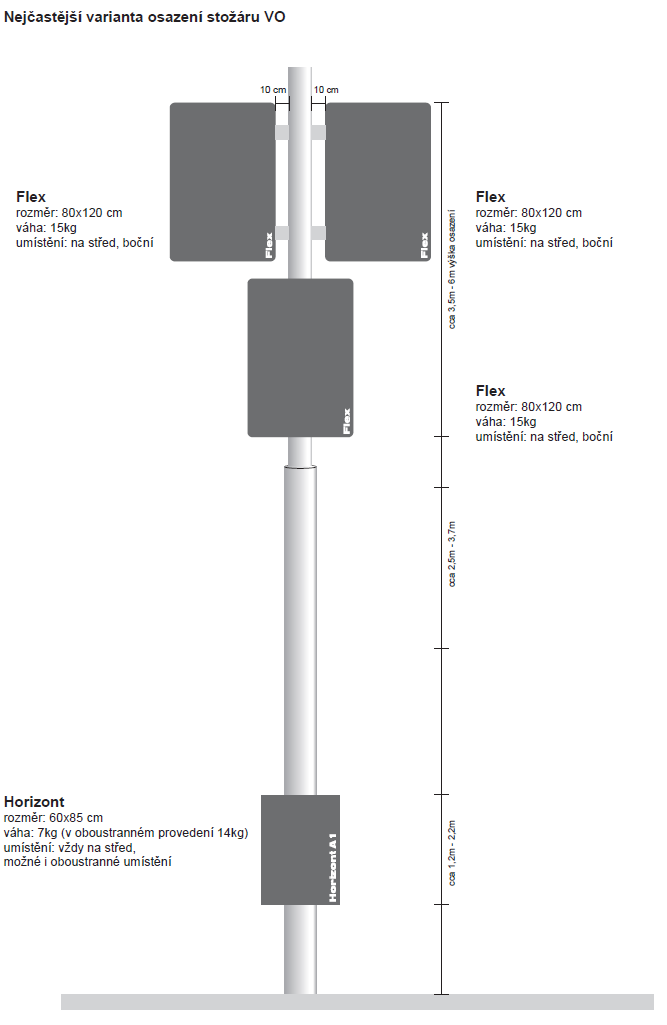 Nejčastější varianta osazení stožáru VO
10 cm
10 cm
Flex
Flex
Flex
rozměr: 80x120 cm
váha: 15kg
umístění: na střed, boční
Flex
rozměr: 80x120 cm
váha: 15kg
umístění: na střed, boční
cca 3,5m - 6m výška osazení
Flex
Flex
rozměr: 80x120 cm
váha: 15kg
umístění: na střed, boční
cca 2,5m - 3,7m
Horizont
rozměr: 60x85 cm
váha: 7kg (v oboustranném provedení 14kg)
umístění: vždy na střed,
možné i oboustranné umístění
Horizont A1
cca 1,2m - 2,2m